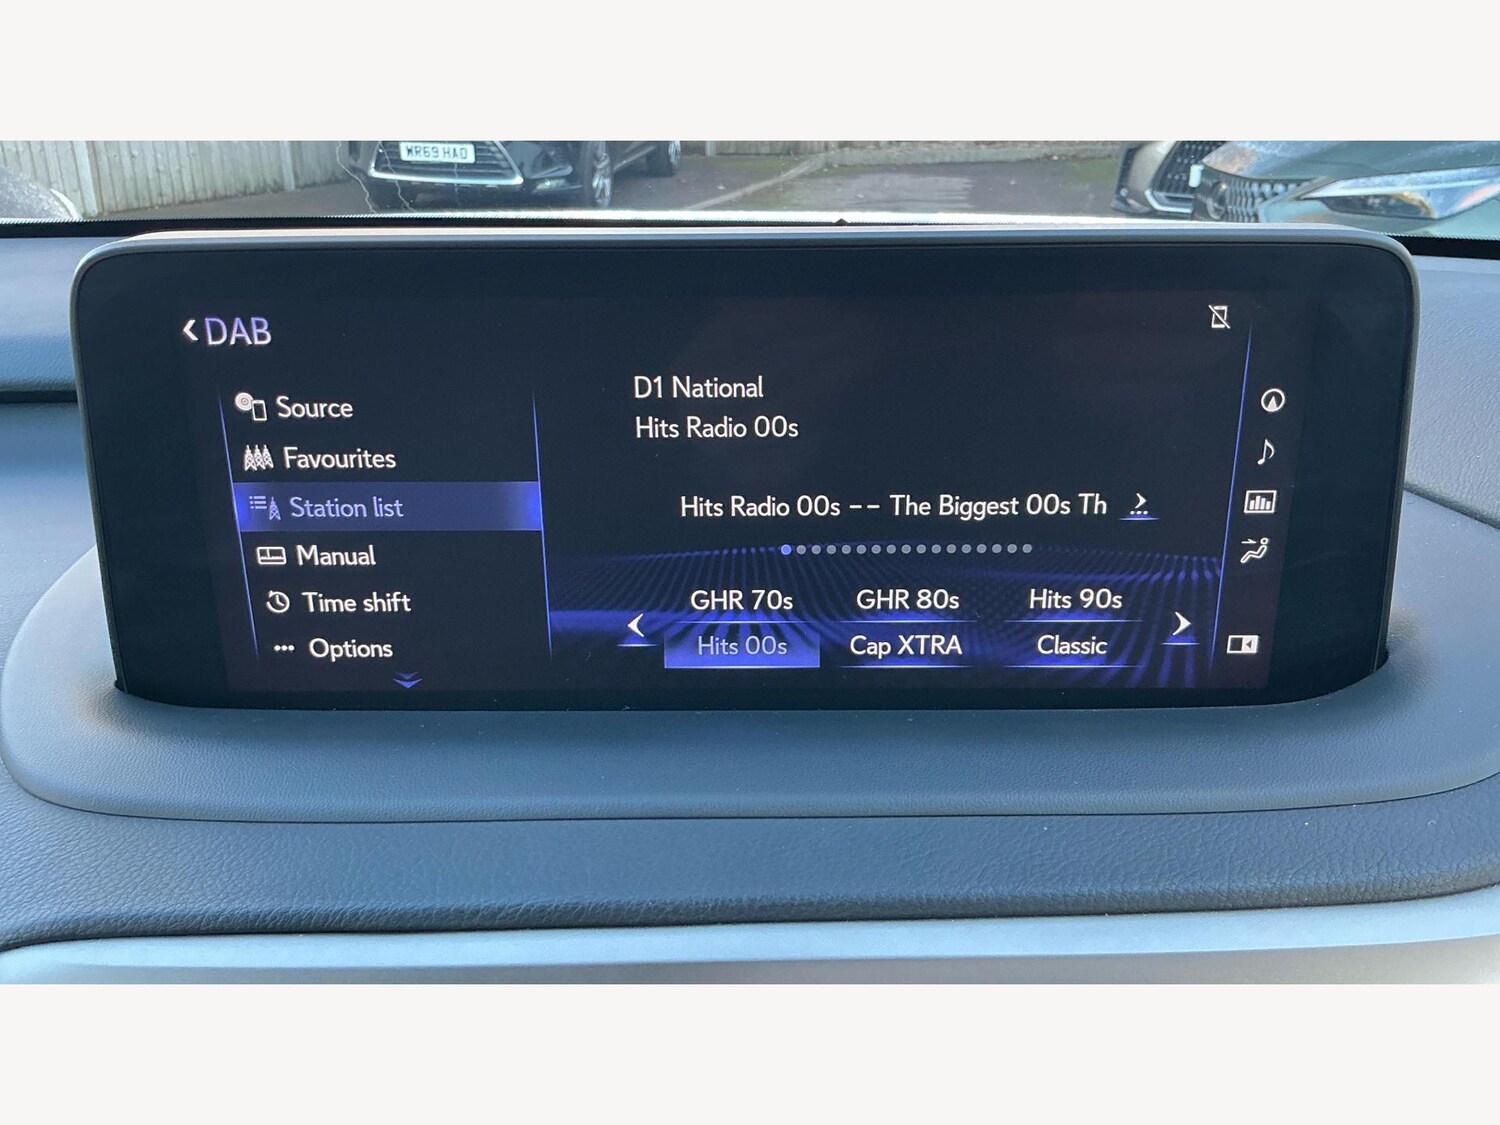 WR69 HAO
DAB
Source
Favourites
Station list
Manual
Time shift
Options
D1 National
Hits Radio 00s
Hits Radio 00s -- The Biggest 00s Th
GHR 70s GHR 80s Hits 90s
Hits 00s Cap XTRA Classic